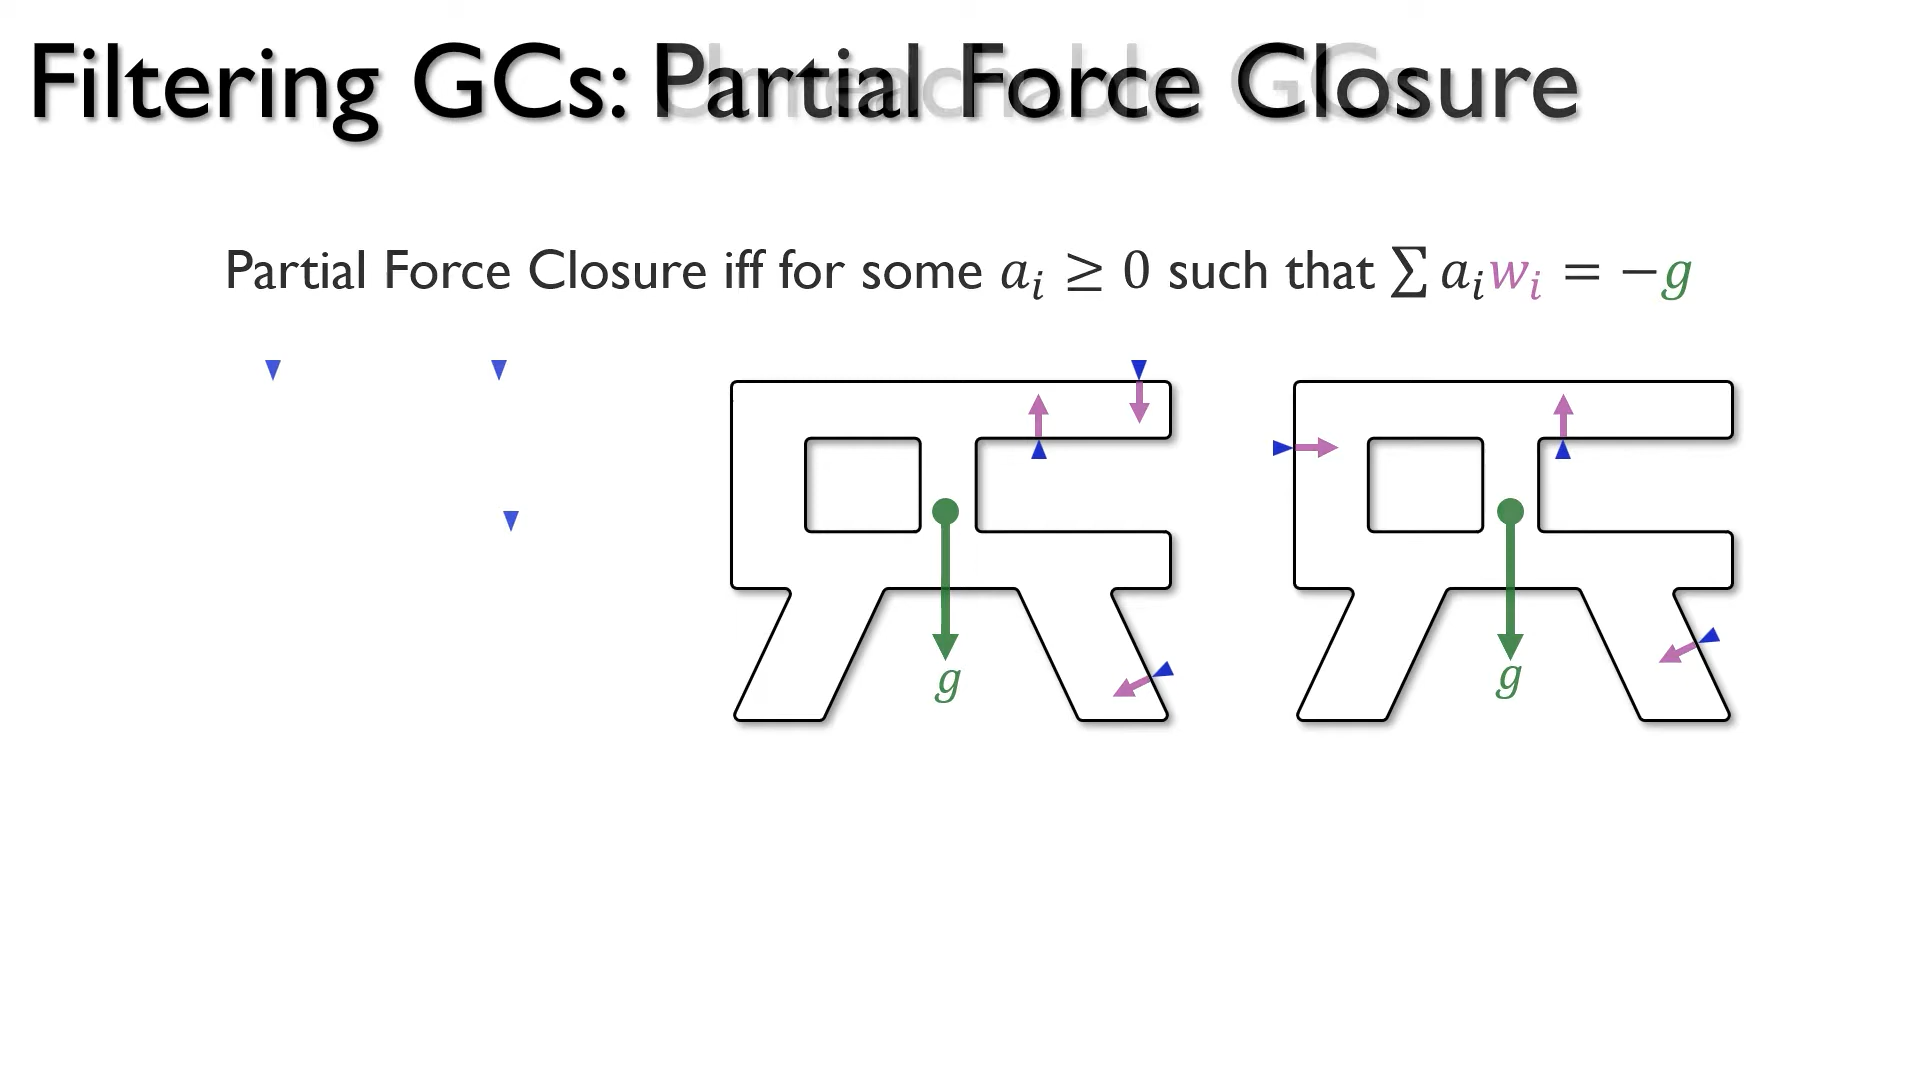 Filtering GCs: Partial Force Closure
Partial Force Closure iff for some 𝑎ᵢ ≥ 0 such that ∑ 𝑎ᵢ𝑤ᵢ = −𝑔
𝑔
𝑔